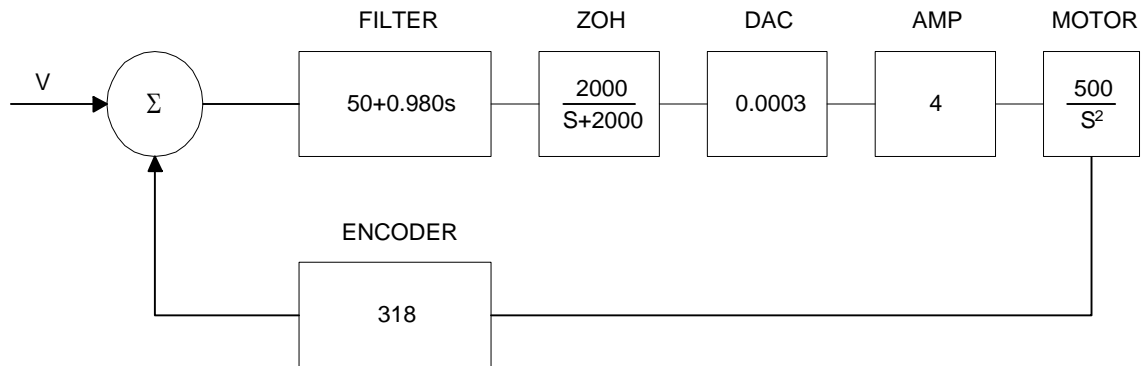 FILTER ZOH DAC AMP MOTOR
V
Σ
50+0.980s
2000
S+2000
0.0003
4
500
S²
ENCODER
318